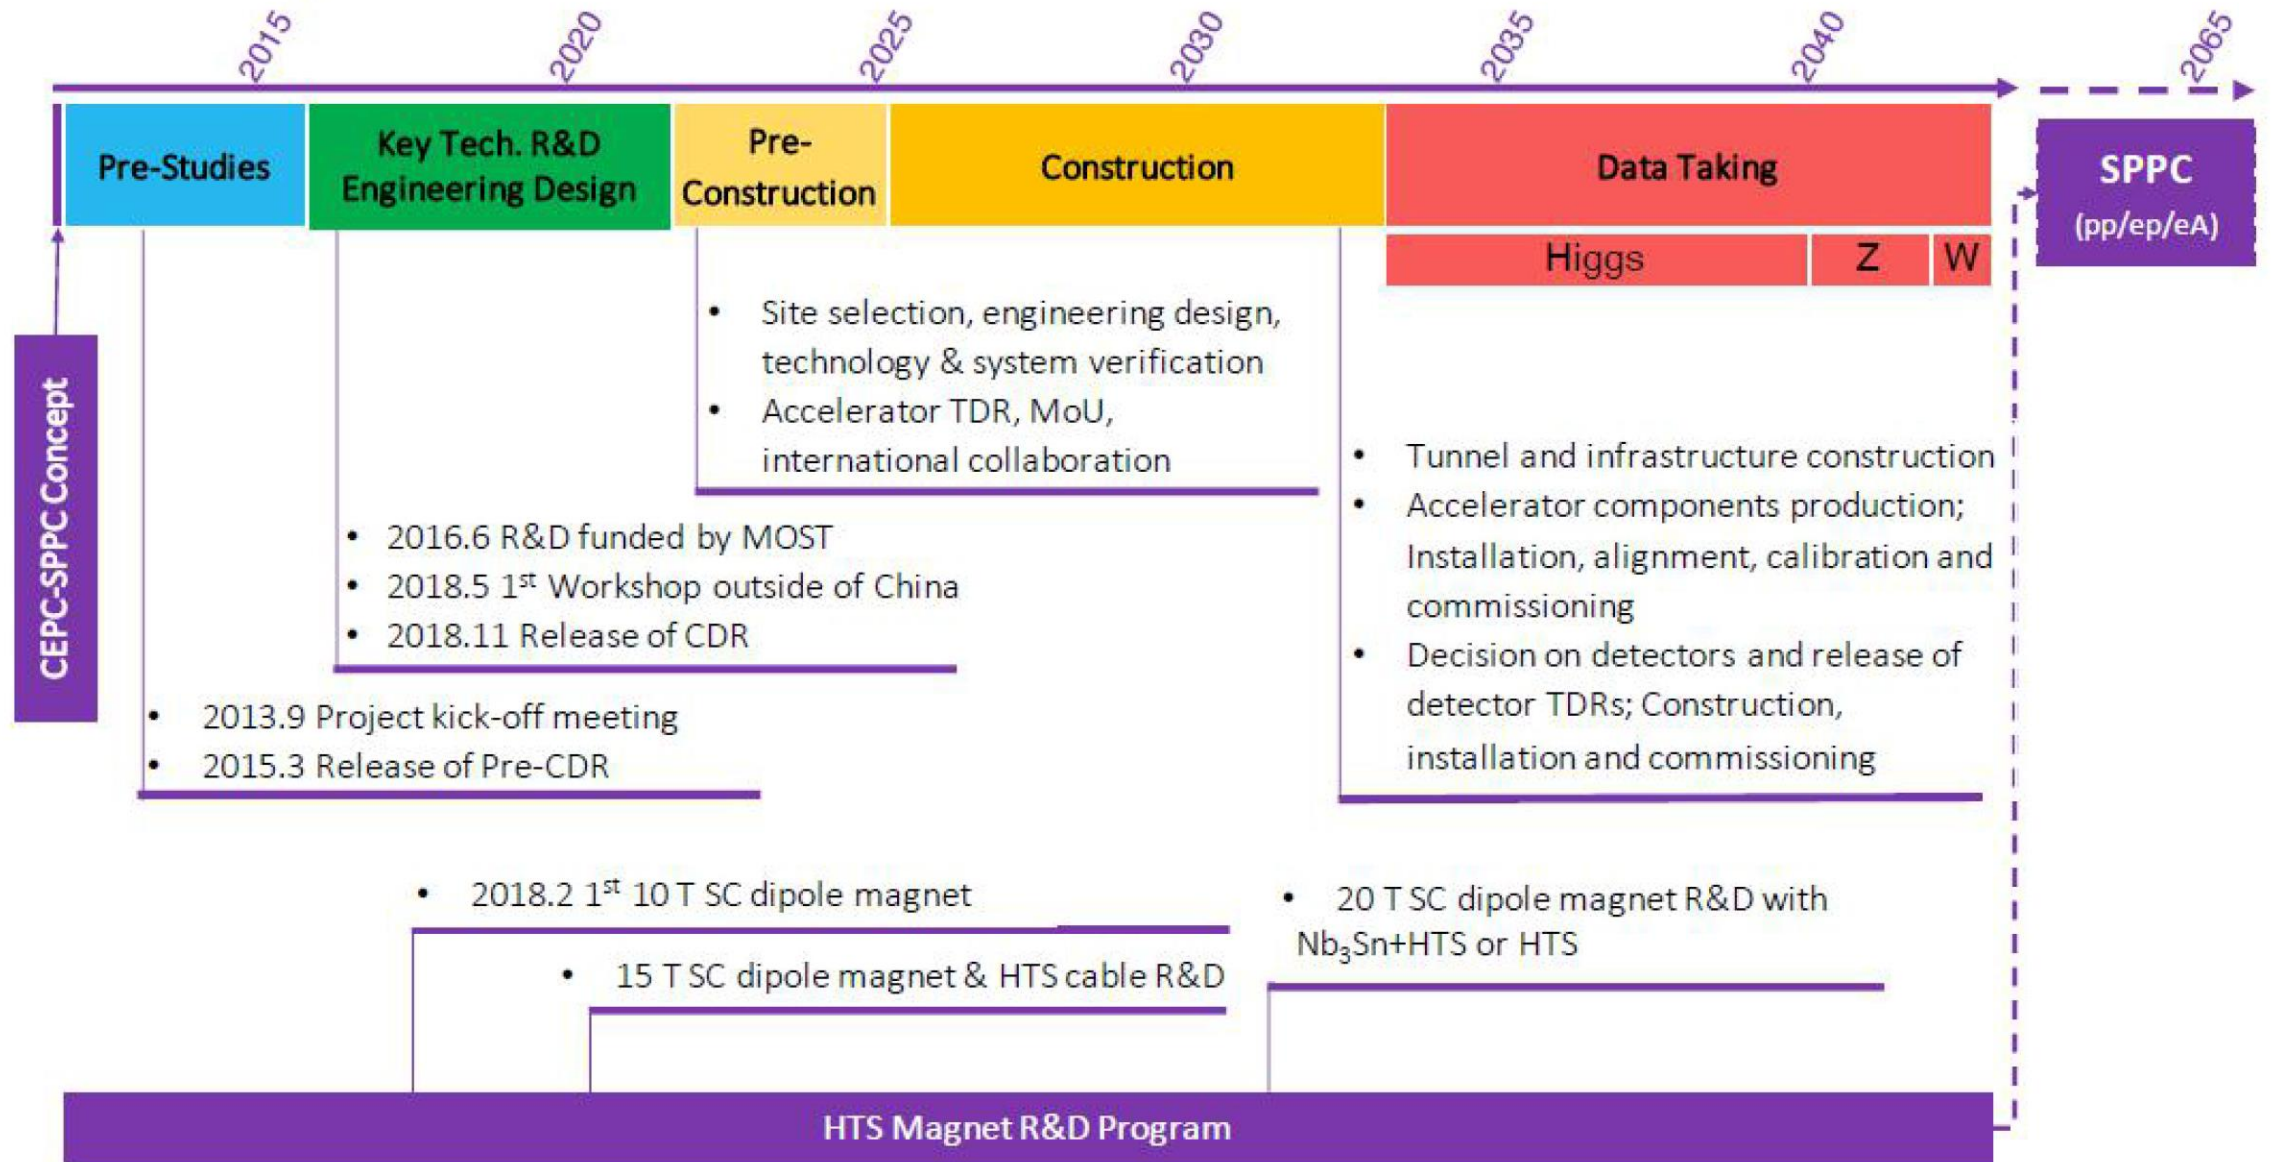 2015
2020
2025
2030
2035
2040
2065
Pre-Studies
Key Tech. R&D
Engineering Design
Pre-
Construction
Construction
Data Taking
Higgs
Z
W
SPPC
(pp/ep/eA)
CEPC-SPPC Concept
• Site selection, engineering design,
technology & system verification
• Accelerator TDR, MoU,
international collaboration
• Tunnel and infrastructure construction
• Accelerator components production;
Installation, alignment, calibration and
commissioning
• Decision on detectors and release of
detector TDRs; Construction,
installation and commissioning
• 2016.6 R&D funded by MOST
• 2018.5 1st Workshop outside of China
• 2018.11 Release of CDR
• 2013.9 Project kick-off meeting
• 2015.3 Release of Pre-CDR
• 2018.2 1st 10 T SC dipole magnet
• 15 T SC dipole magnet & HTS cable R&D
• 20 T SC dipole magnet R&D with
Nb₃Sn+HTS or HTS
HTS Magnet R&D Program